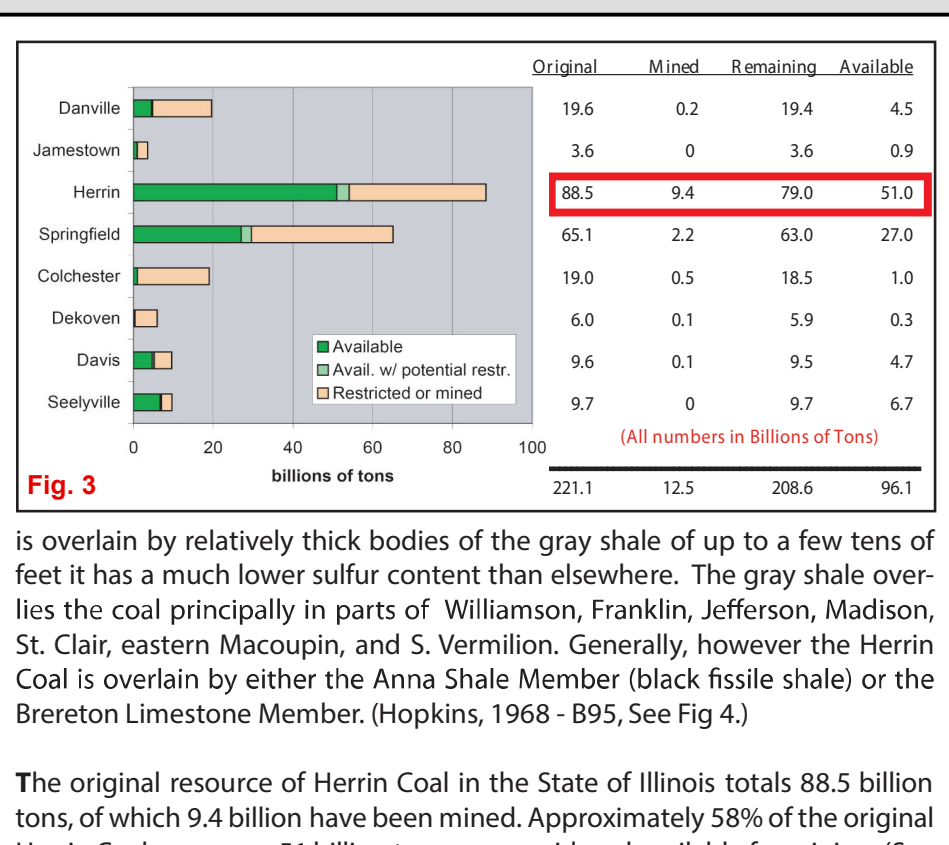 Original Mined Remaining Available
Danville 19.6 0.2 19.4 4.5
Jamestown 3.6 0 3.6 0.9
Herrin 88.5 9.4 79.0 51.0
Springfield 65.1 2.2 63.0 27.0
Colchester 19.0 0.5 18.5 1.0
Dekoven 6.0 0.1 5.9 0.3
Available
Davis 9.6 0.1 9.5 4.7
Avail. w/ potential restr.
Restricted or mined
Seelyville 9.7 0 9.7 6.7
(All numbers in Billions of Tons)
0 20 40 60 80 100
billions of tons
Fig. 3
221.1 12.5 208.6 96.1
is overlain by relatively thick bodies of the gray shale of up to a few tens of
feet it has a much lower sulfur content than elsewhere. The gray shale over-
lies the coal principally in parts of Williamson, Franklin, Jefferson, Madison,
St. Clair, eastern Macoupin, and S. Vermilion. Generally, however the Herrin
Coal is overlain by either the Anna Shale Member (black fissile shale) or the
Brereton Limestone Member. (Hopkins, 1968 - B95, See Fig 4.)
The original resource of Herrin Coal in the State of Illinois totals 88.5 billion
tons, of which 9.4 billion have been mined. Approximately 58% of the original